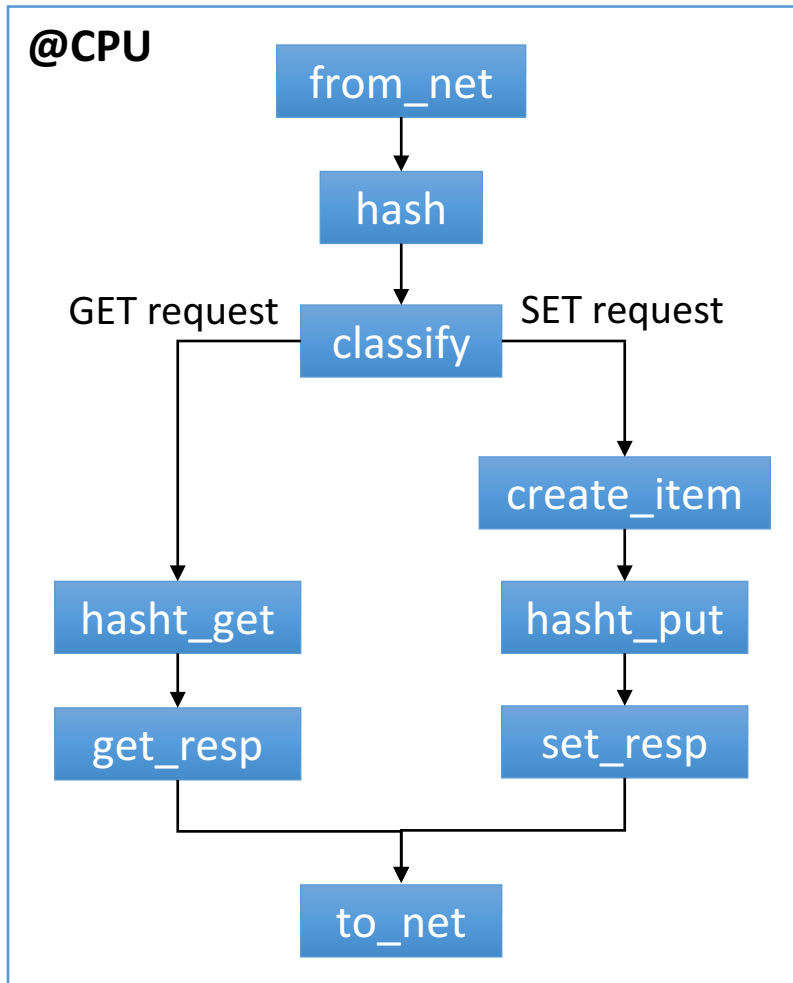 @CPU
from_net
hash
GET request
SET request
classify
create_item
hasht_get
hasht_put
get_resp
set_resp
to_net